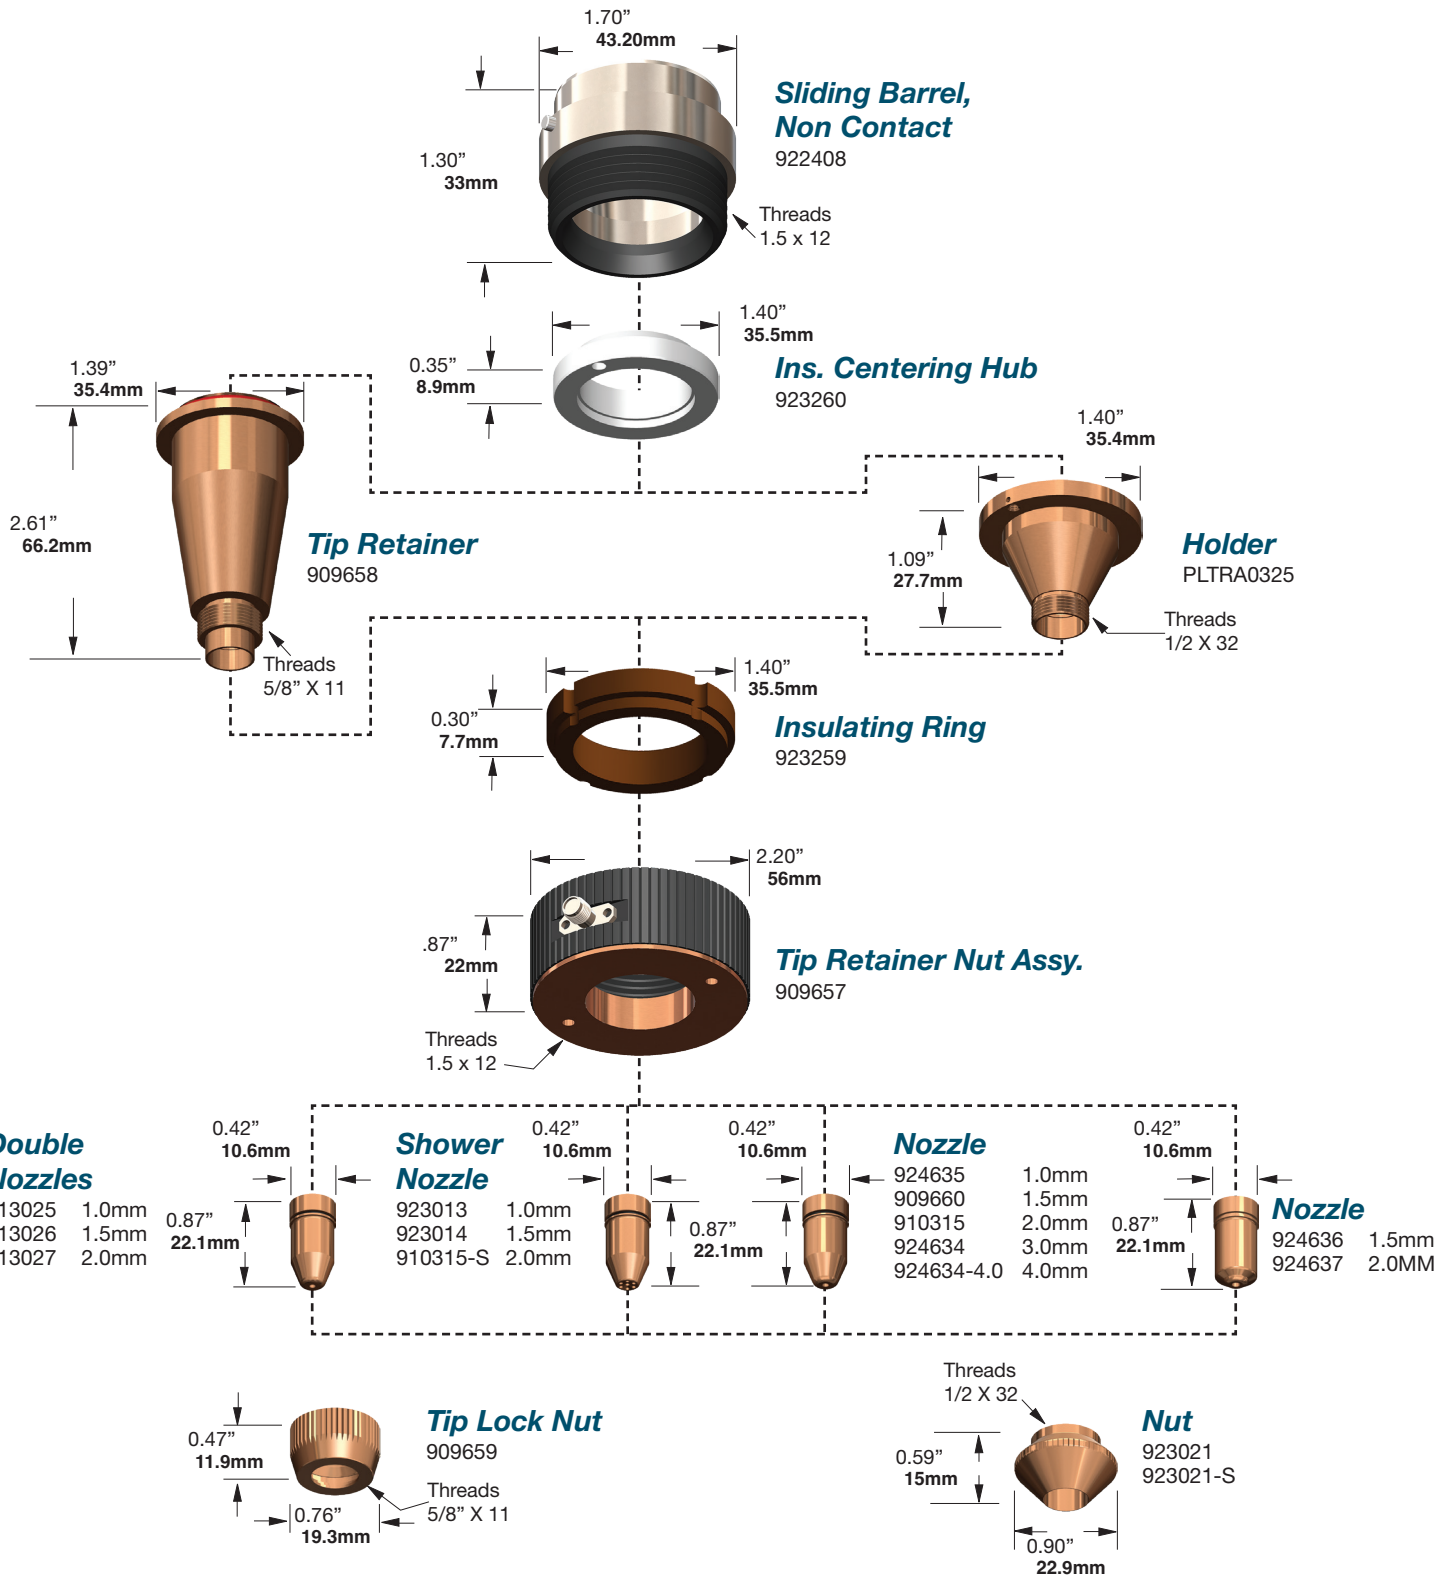 1.70”
43.20mm
Sliding Barrel,
Non Contact
922408
1.30”
33mm
Threads
1.5 x 12
1.40”
35.5mm
0.35”
8.9mm
Ins. Centering Hub
923260
1.39”
35.4mm
2.61”
66.2mm
Tip Retainer
909658
Threads
5/8” X 11
1.40”
35.4mm
1.09”
27.7mm
Holder
PLTRA0325
Threads
1/2 X 32
1.40”
35.5mm
0.30”
7.7mm
Insulating Ring
923259
2.20”
56mm
.87”
22mm
Tip Retainer Nut Assy.
909657
Threads
1.5 x 12
Double
Nozzles
13025 1.0mm
13026 1.5mm
13027 2.0mm
0.42”
10.6mm
0.87”
22.1mm
Shower
Nozzle
923013 1.0mm
923014 1.5mm
910315-S 2.0mm
0.42”
10.6mm
0.87”
22.1mm
0.42”
10.6mm
Nozzle
924635 1.0mm
909660 1.5mm
910315 2.0mm
924634 3.0mm
924634-4.0 4.0mm
0.42”
10.6mm
0.87”
22.1mm
Nozzle
924636 1.5mm
924637 2.0MM
0.47”
11.9mm
Tip Lock Nut
909659
Threads
5/8” X 11
0.76”
19.3mm
Threads
1/2 X 32
0.59”
15mm
Nut
923021
923021-S
0.90”
22.9mm